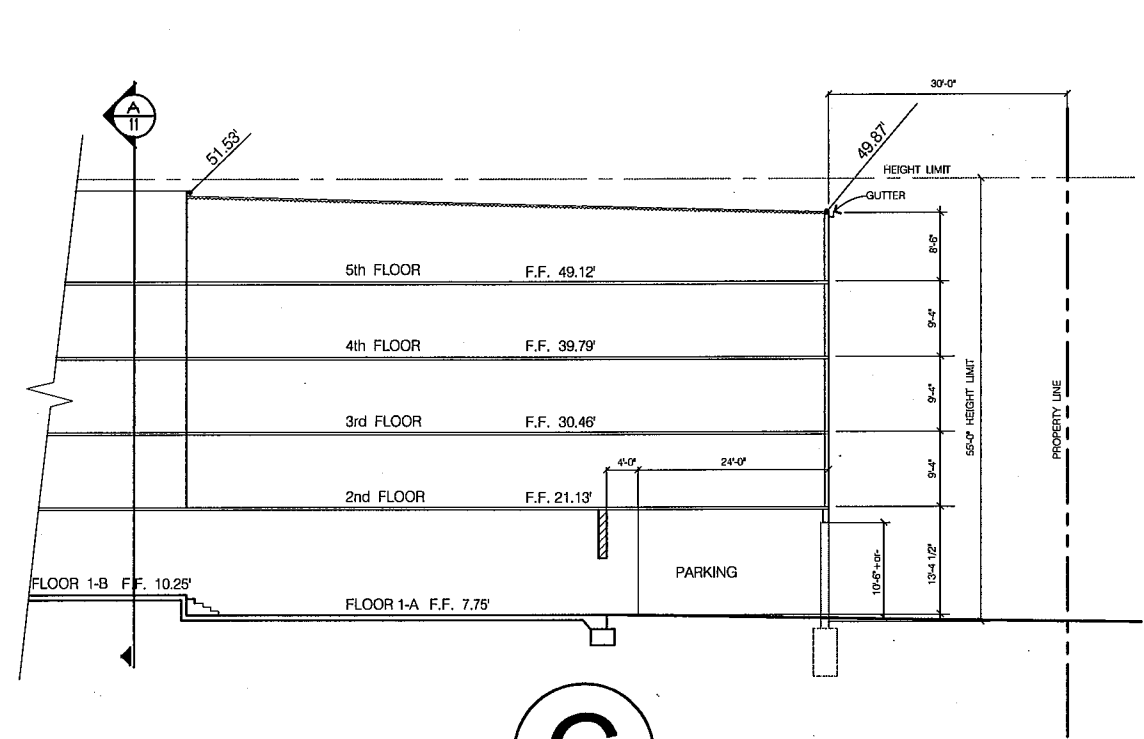 30'-0"
A
11
51.53'
49.87'
HEIGHT LIMIT
GUTTER
8'-6"
5th FLOOR F.F. 49.12'
9'-4"
4th FLOOR F.F. 39.79'
9'-4"
55'-0" HEIGHT LIMIT
PROPERTY LINE
3rd FLOOR F.F. 30.46'
9'-4"
4'-0" 24'-0"
2nd FLOOR F.F. 21.13'
PARKING
10'-6"+or-
13'-4 1/2"
FLOOR 1-B F.F. 10.25'
FLOOR 1-A F.F. 7.75'
C